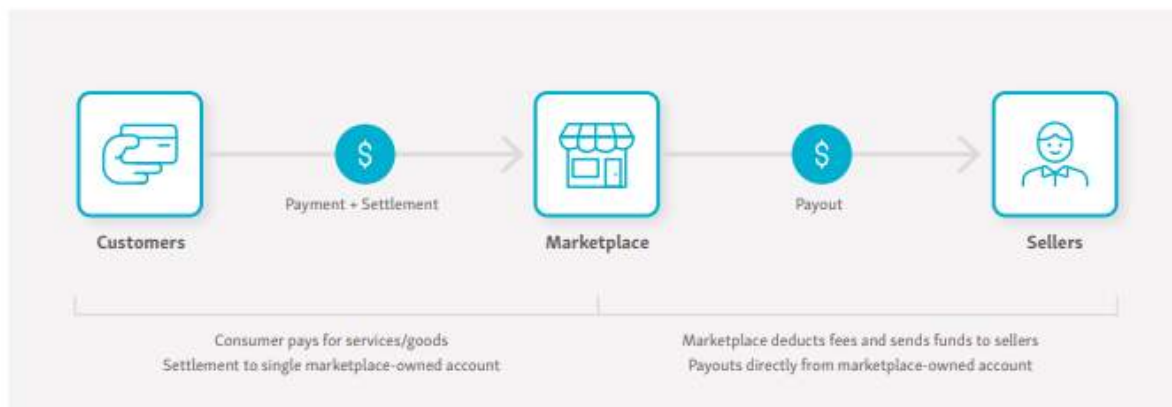 $
$
Payment + Settlement
Payout
Customers
Marketplace
Sellers
Consumer pays for services/goods
Settlement to single marketplace-owned account
Marketplace deducts fees and sends funds to sellers
Payouts directly from marketplace-owned account